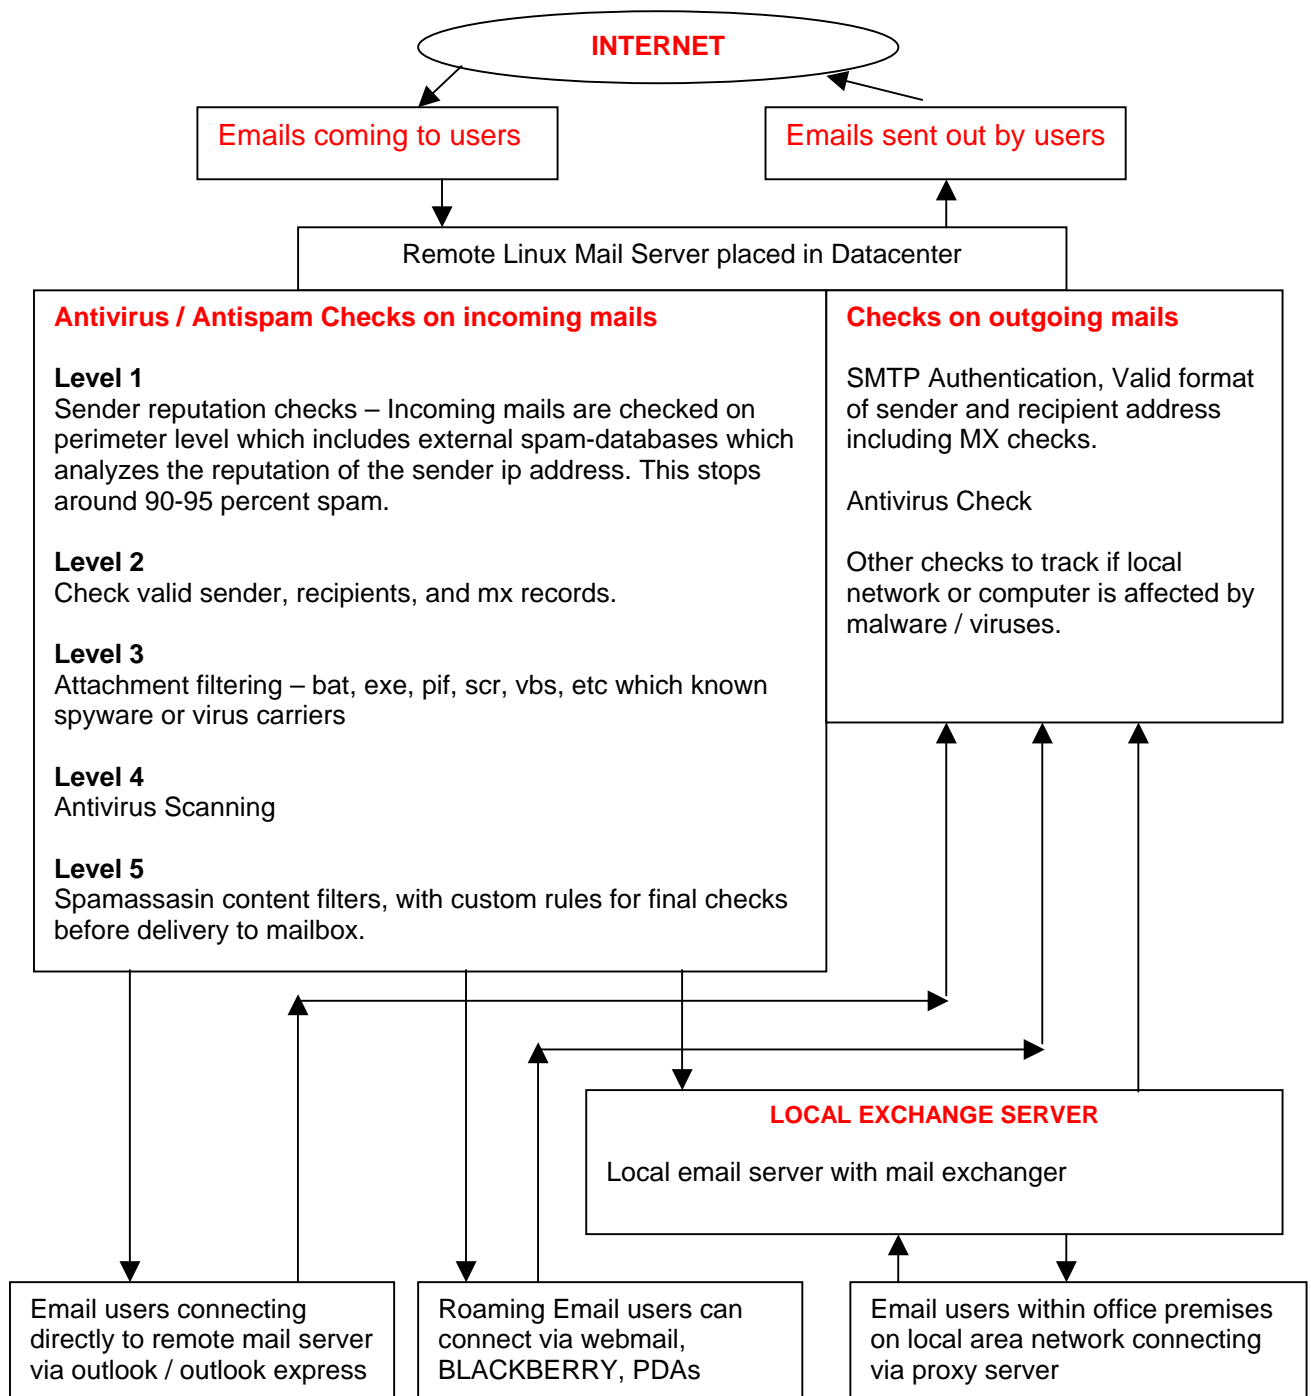 INTERNET
Emails coming to users
Emails sent out by users
Remote Linux Mail Server placed in Datacenter
Antivirus / Antispam Checks on incoming mails
Level 1
Sender reputation checks – Incoming mails are checked on
perimeter level which includes external spam-databases which
analyzes the reputation of the sender ip address. This stops
around 90-95 percent spam.
Level 2
Check valid sender, recipients, and mx records.
Level 3
Attachment filtering – bat, exe, pif, scr, vbs, etc which known
spyware or virus carriers
Level 4
Antivirus Scanning
Level 5
Spamassasin content filters, with custom rules for final checks
before delivery to mailbox.
Checks on outgoing mails
SMTP Authentication, Valid format
of sender and recipient address
including MX checks.
Antivirus Check
Other checks to track if local
network or computer is affected by
malware / viruses.
LOCAL EXCHANGE SERVER
Local email server with mail exchanger
Email users connecting
directly to remote mail server
via outlook / outlook express
Roaming Email users can
connect via webmail,
BLACKBERRY, PDAs
Email users within office premises
on local area network connecting
via proxy server